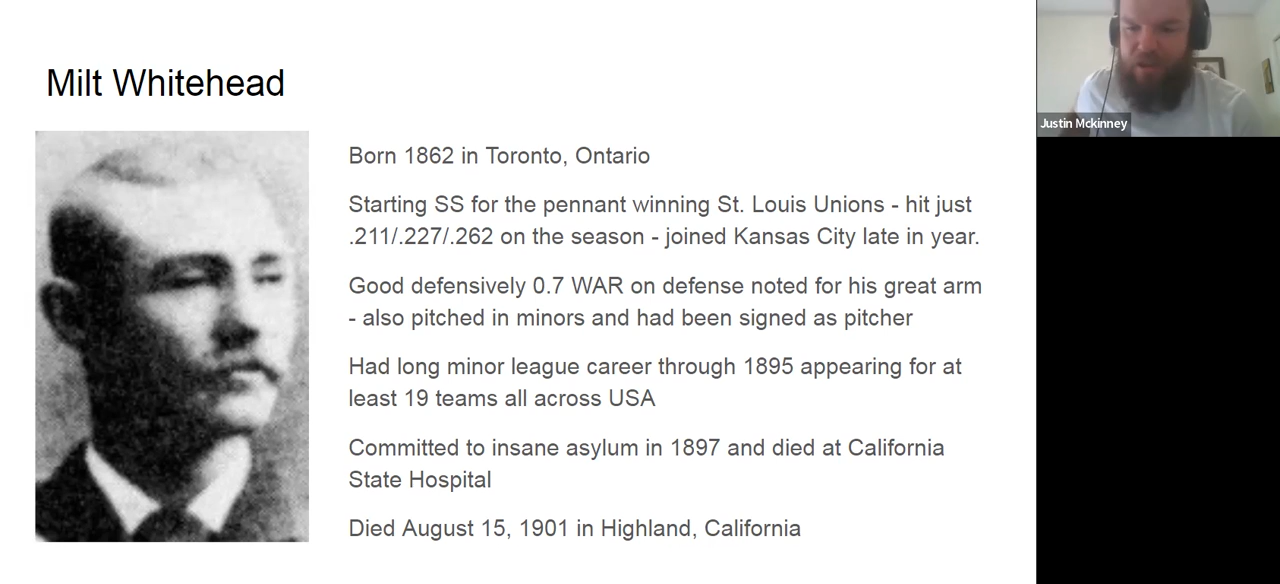 Milt Whitehead
Born 1862 in Toronto, Ontario
Starting SS for the pennant winning St. Louis Unions - hit just
.211/.227/.262 on the season - joined Kansas City late in year.
Good defensively 0.7 WAR on defense noted for his great arm
- also pitched in minors and had been signed as pitcher
Had long minor league career through 1895 appearing for at
least 19 teams all across USA
Committed to insane asylum in 1897 and died at California
State Hospital
Died August 15, 1901 in Highland, California
Justin Mckinney